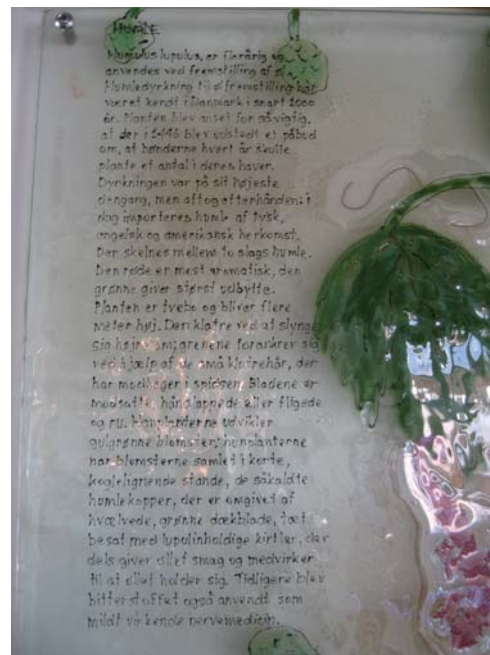 HUMLE
Humulus lupulus, er flerårig og
anvendes ved fremstilling af øl
Humledyrkning til ølfremstilling har
været kendt i Danmark i snart 1000
år. Planten blev anset for så vigtig,
at der i 1446 blev udstedt et påbud
om, at bønderne hvert år skulle
plante et antal i deres haver.
Dyrkningen var på sit højeste
dengang, men aftog efterhånden; i
dag importeres humle af tysk,
engelsk og amerikansk herkomst.
Der skelnes mellem to slags humle.
Den røde er mest aromatisk, den
grønne giver størst udbytte.
Planten er tvebo og bliver flere
meter høj. Den klatre ved at slynge
sig højre om; grenene forankrer sig
ved hjælp af de små klatrehår, der
har modhager i spidsen. Bladene er
modsatte, håndlappede eller fligede
og ru. Hanplanterne udvikler
gulgrønne blomster; hunplanterne
har blomsterne samlet i korte,
koglelignende stande, de såkaldte
humlekopper, der er omgivet af
hvælvede, grønne dækblade, tæt
besat med lupulinholdige kirtler, der
dels giver øllet smag og medvirker
til at øllet holder sig. Tidligere blev
bitterstoffet også anvendt som
mildt virkende nervemedicin.